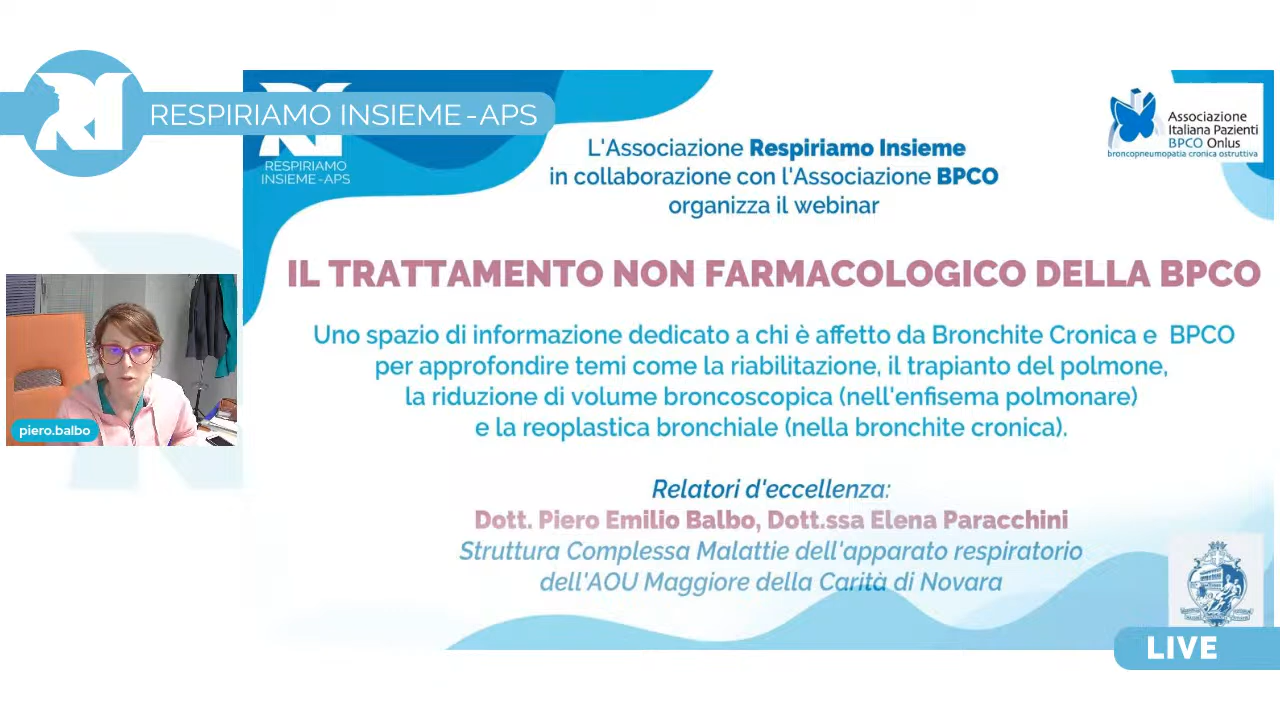 RESPIRIAMO INSIEME-APS
RESPIRIAMO
INSIEME-APS
Associazione
Italiana Pazienti
BPCO Onlus
broncopneumopatia cronica ostruttiva
L'Associazione Respiriamo Insieme
in collaborazione con l'Associazione BPCO
organizza il webinar
IL TRATTAMENTO NON FARMACOLOGICO DELLA BPCO
Uno spazio di informazione dedicato a chi è affetto da Bronchite Cronica e BPCO
per approfondire temi come la riabilitazione, il trapianto del polmone,
la riduzione di volume broncoscopica (nell'enfisema polmonare)
e la reoplastica bronchiale (nella bronchite cronica).
piero.balbo
Relatori d'eccellenza:
Dott. Piero Emilio Balbo, Dott.ssa Elena Paracchini
Struttura Complessa Malattie dell'apparato respiratorio
dell'AOU Maggiore della Carità di Novara
LIVE